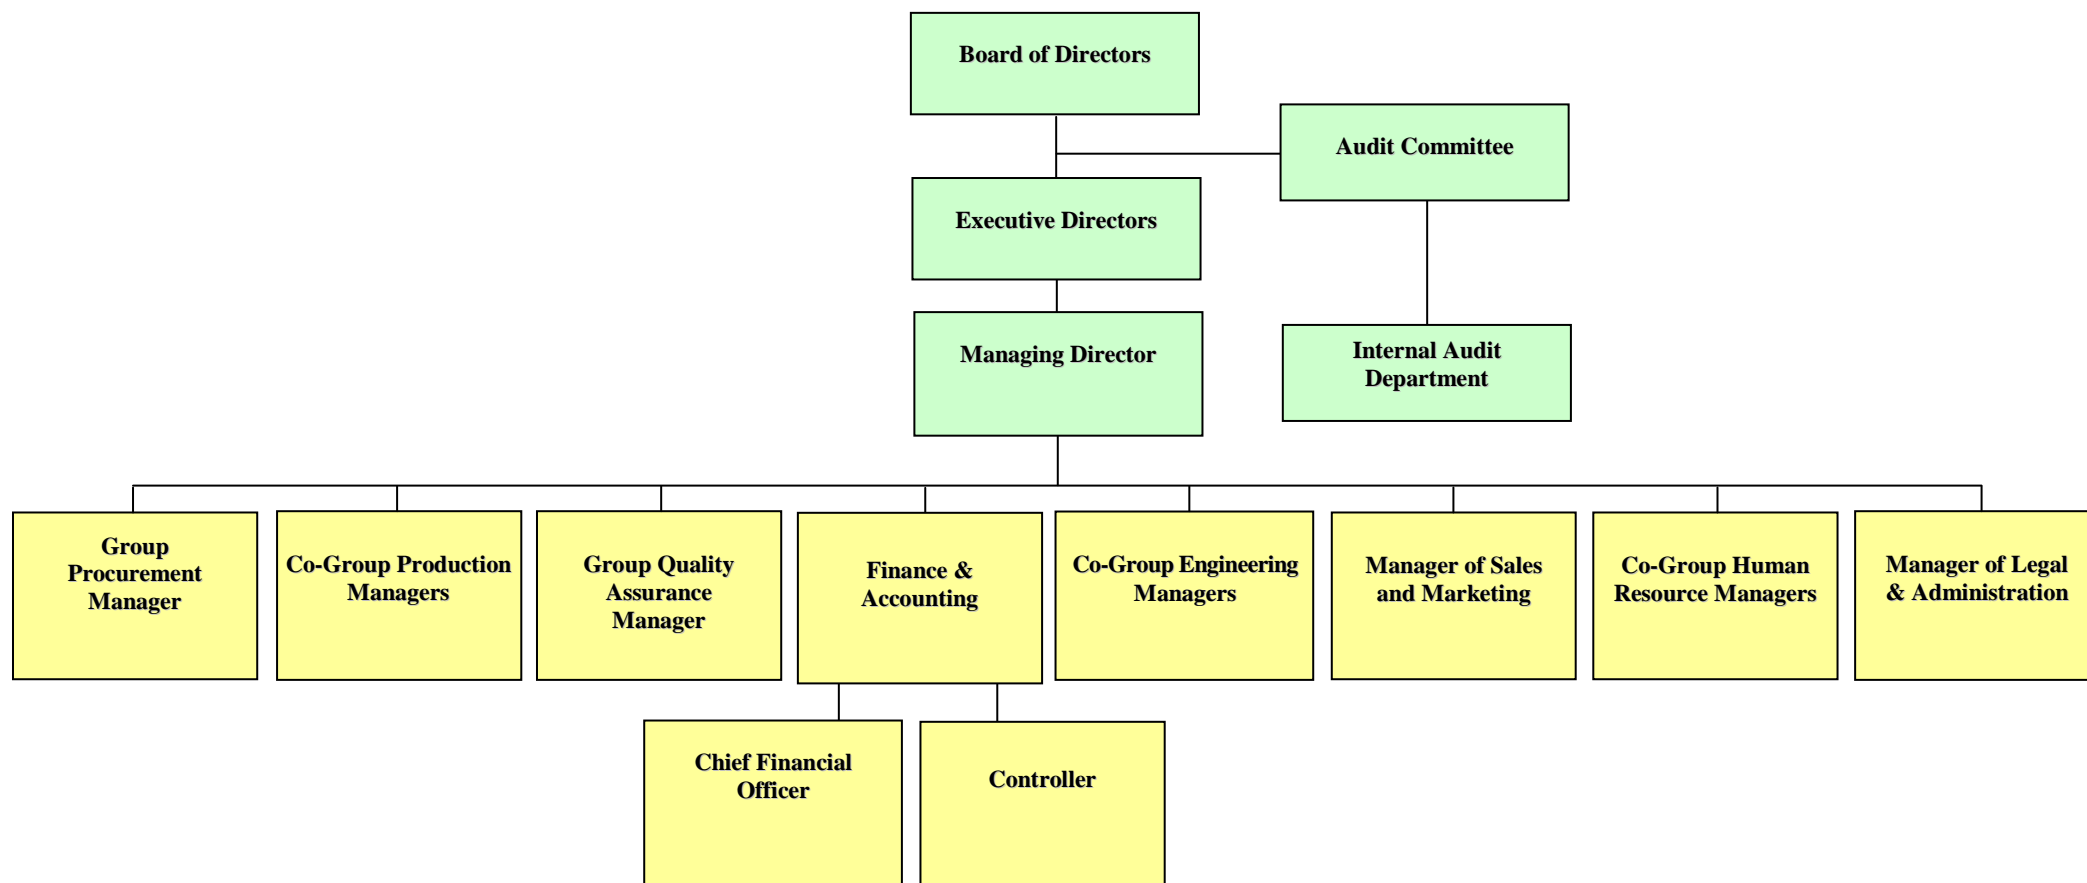 Board of Directors
Audit Committee
Executive Directors
Managing Director
Internal Audit
Department
Group
Procurement
Manager
Co-Group Production
Managers
Group Quality
Assurance
Manager
Finance &
Accounting
Co-Group Engineering
Managers
Manager of Sales
and Marketing
Co-Group Human
Resource Managers
Manager of Legal
& Administration
Chief Financial
Officer
Controller